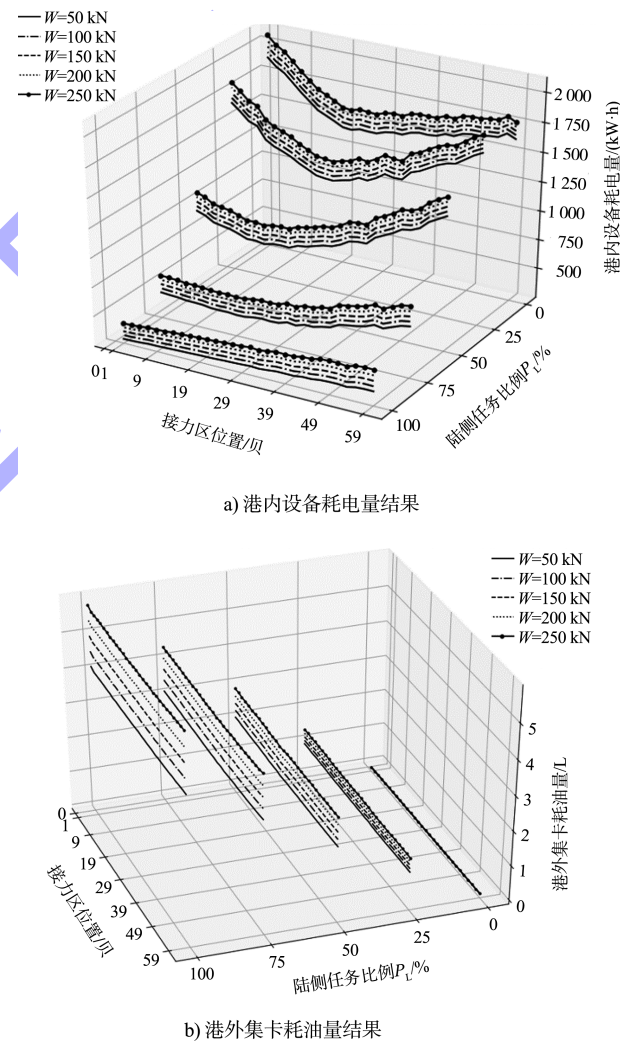 W=50 kN
W=100 kN
W=150 kN
W=200 kN
W=250 kN
2 000
1 750
1 500
1 250
1 000
750
500
港内设备耗电量/(kW·h)
0
25
50
75
100
陆侧任务比例PL/%
01
9
19
29
39
49
59
接力区位置/贝
a) 港内设备耗电量结果
W=50 kN
W=100 kN
W=150 kN
W=200 kN
W=250 kN
5
4
3
2
1
0
港外集卡耗油量/L
0
1
9
19
29
39
49
59
接力区位置/贝
100
75
50
25
0
陆侧任务比例PL/%
b) 港外集卡耗油量结果